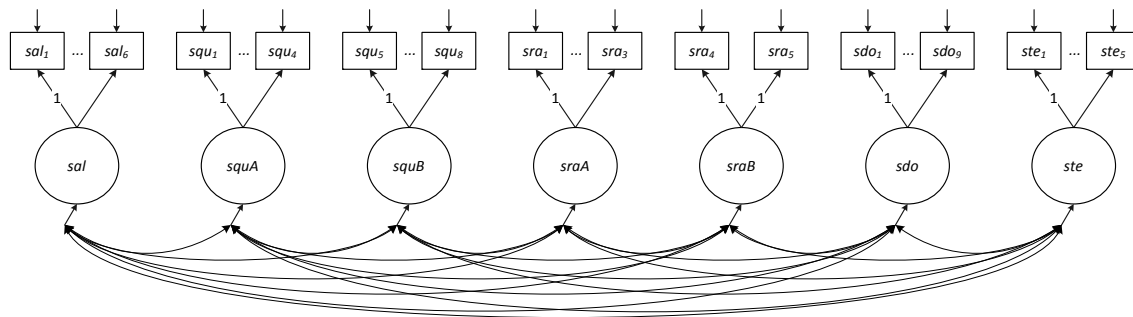 sal1 ... sal6 squ1 ... squ4 squ5 ... squ8 sra1 ... sra3 sra4 sra5 sdo1 ... sdo9 ste1 ... ste5
1 1 1 1 1 1 1 1
sal squA squB sraA sraB sdo ste